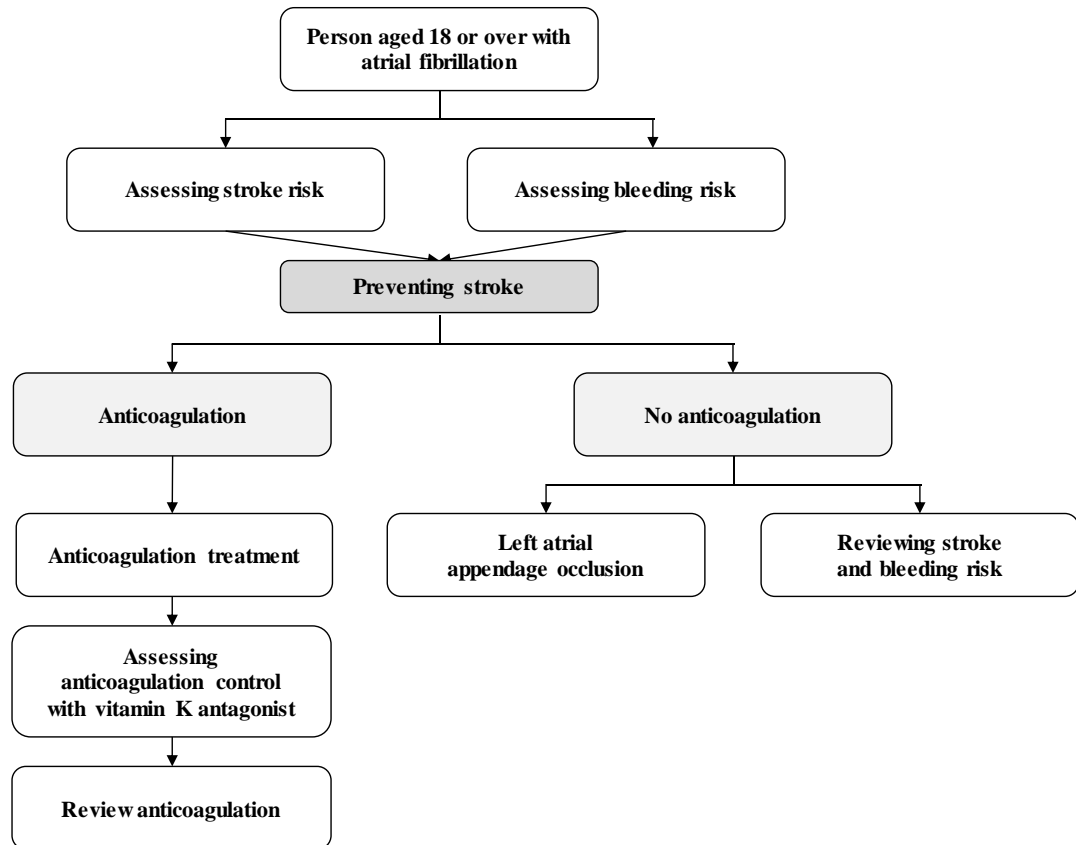 Person aged 18 or over with
atrial fibrillation
Assessing stroke risk
Assessing bleeding risk
Preventing stroke
Anticoagulation
No anticoagulation
Anticoagulation treatment
Left atrial
appendage occlusion
Reviewing stroke
and bleeding risk
Assessing
anticoagulation control
with vitamin K antagonist
Review anticoagulation